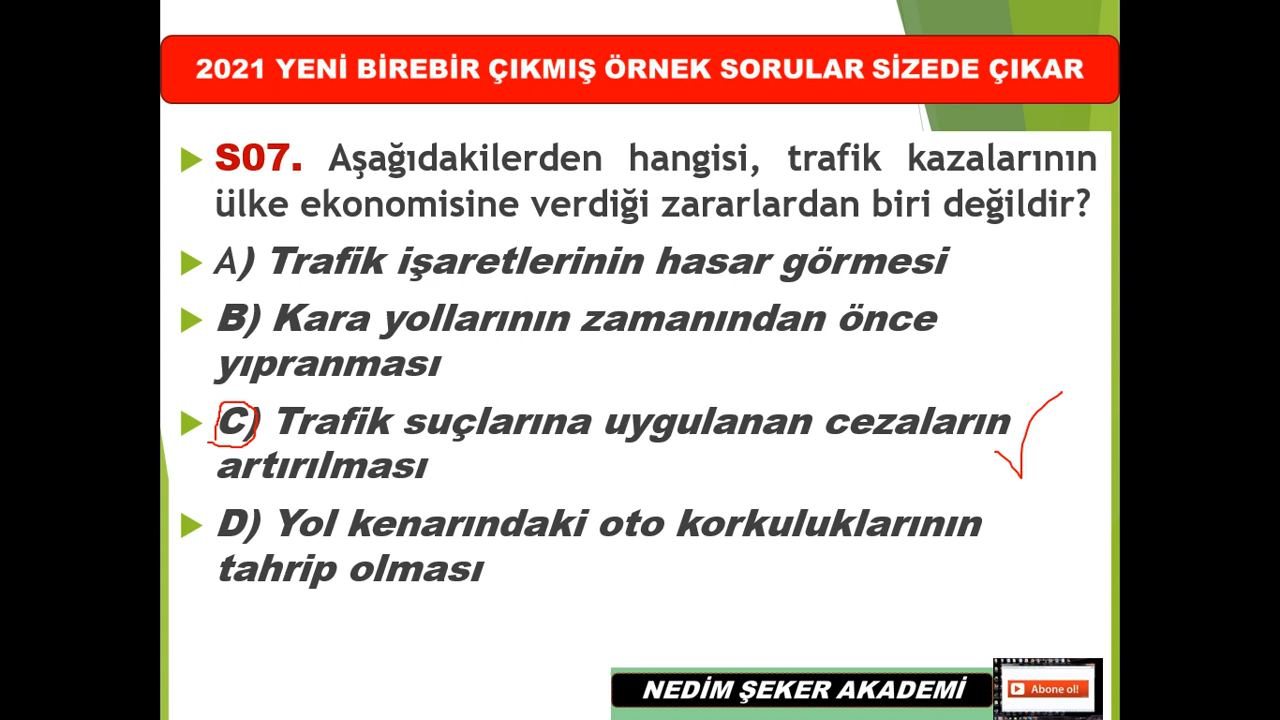 2021 YENİ BİREBİR ÇIKMIŞ ÖRNEK SORULAR SİZEDE ÇIKAR
S07. Aşağıdakilerden hangisi, trafik kazalarının
ülke ekonomisine verdiği zararlardan biri değildir?
A) Trafik işaretlerinin hasar görmesi
B) Kara yollarının zamanından önce
yıpranması
C) Trafik suçlarına uygulanan cezaların
artırılması
D) Yol kenarındaki oto korkuluklarının
tahrip olması
NEDİM ŞEKER AKADEMİ
Abone ol!